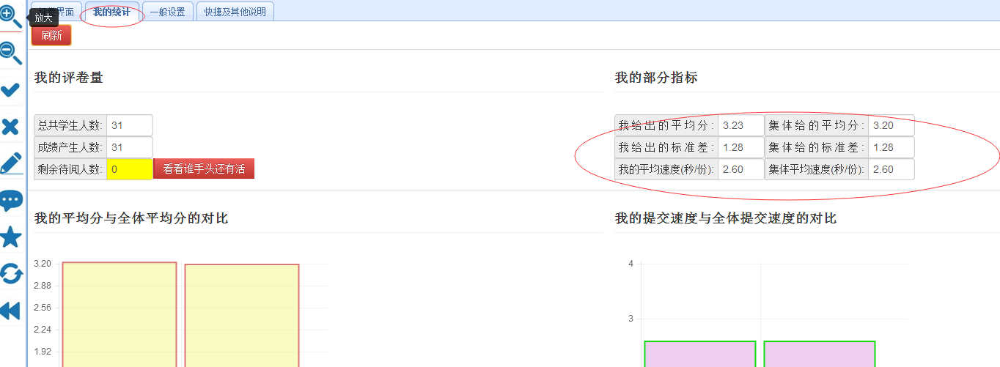 放大
界面 我的统计 一般设置 快捷及其他说明
刷新
我的评卷量
总共学生人数: 31
成绩产生人数: 31
剩余待阅人数: 0 看看谁手头还有活
我的部分指标
我给出的平均分: 3.23 集体给的平均分: 3.20
我给出的标准差: 1.28 集体给的标准差: 1.28
我的平均速度(秒/份): 2.60 集体平均速度(秒/份): 2.60
我的平均分与全体平均分的对比
3.20
2.88
2.56
2.24
1.92
我的提交速度与全体提交速度的对比
4
3